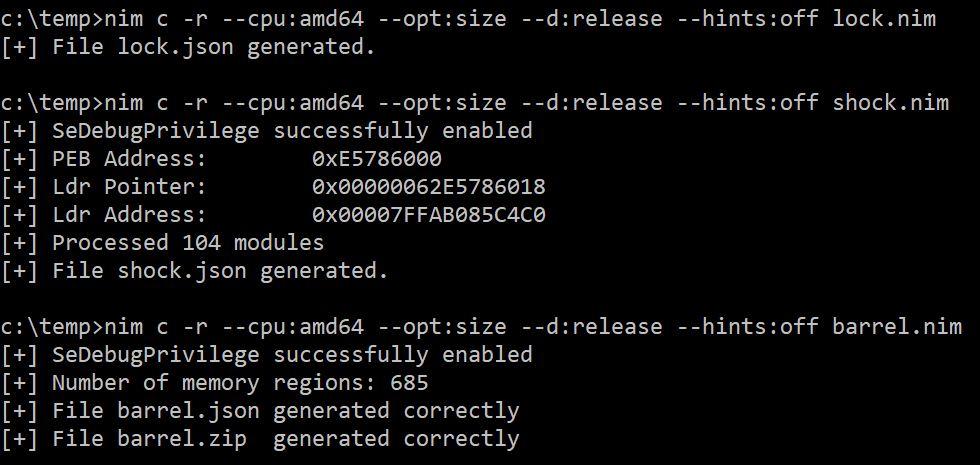 c:\temp>nim c -r --cpu:amd64 --opt:size --d:release --hints:off lock.nim
[+] File lock.json generated.
c:\temp>nim c -r --cpu:amd64 --opt:size --d:release --hints:off shock.nim
[+] SeDebugPrivilege successfully enabled
[+] PEB Address:        0xE5786000
[+] Ldr Pointer:        0x00000062E5786018
[+] Ldr Address:        0x00007FFAB085C4C0
[+] Processed 104 modules
[+] File shock.json generated.
c:\temp>nim c -r --cpu:amd64 --opt:size --d:release --hints:off barrel.nim
[+] SeDebugPrivilege successfully enabled
[+] Number of memory regions: 685
[+] File barrel.json generated correctly
[+] File barrel.zip  generated correctly